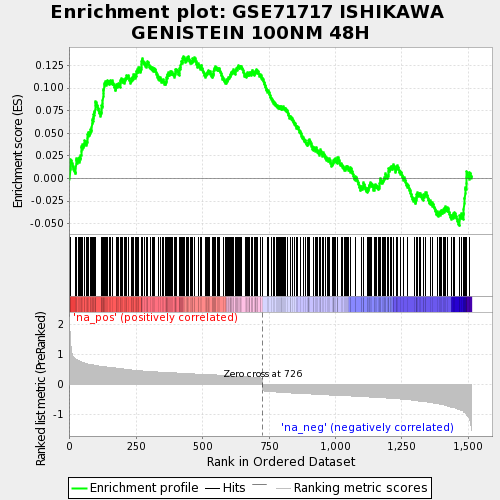 Enrichment plot: GSE71717 ISHIKAWA
GENISTEIN 100NM 48H
Enrichment score (ES)
0.125
0.100
0.075
0.050
0.025
0.000
-0.025
-0.050
Ranked list metric (PreRanked)
'na_pos' (positively correlated)
2
1
0
-1
Zero cross at 726
'na_neg' (negatively correlated)
0
250
500
750
1,000
1,250
1,500
Rank in Ordered Dataset
Enrichment profile
Hits
Ranking metric scores